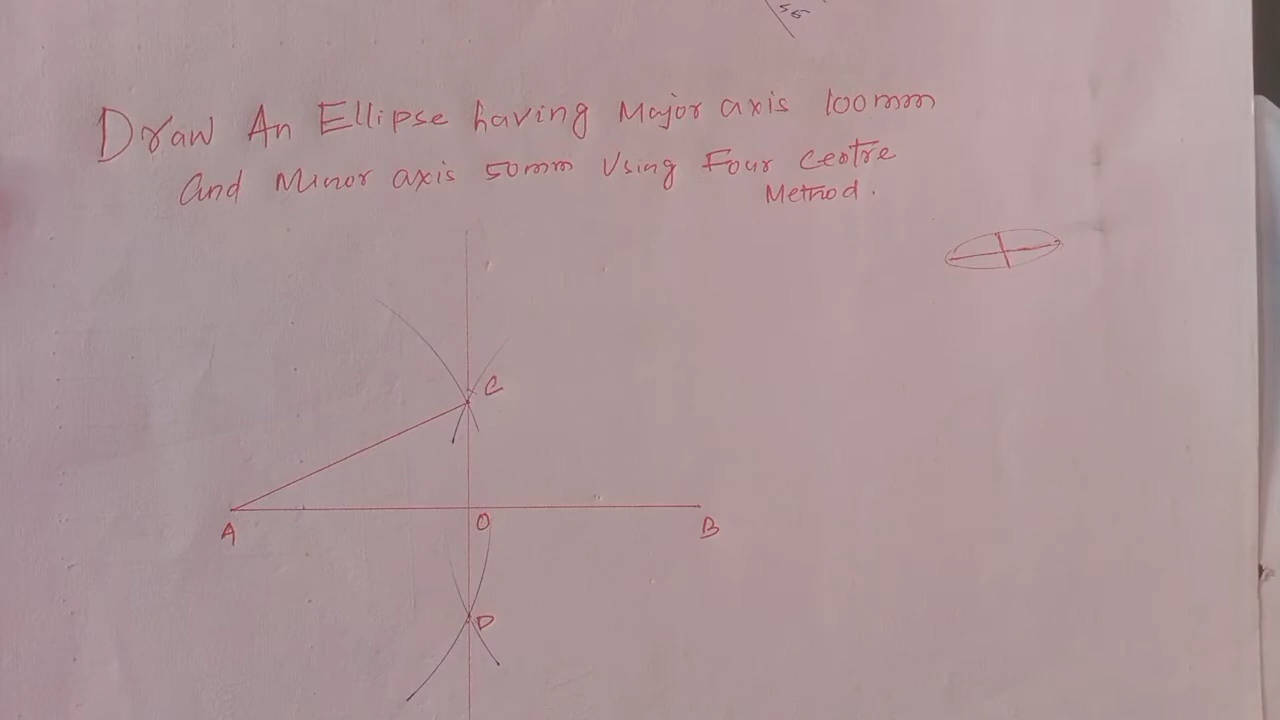 Draw An Ellipse having Major axis 100mm
and Minor axis 50mm Using Four Centre
Method.
C
A
O
B
D